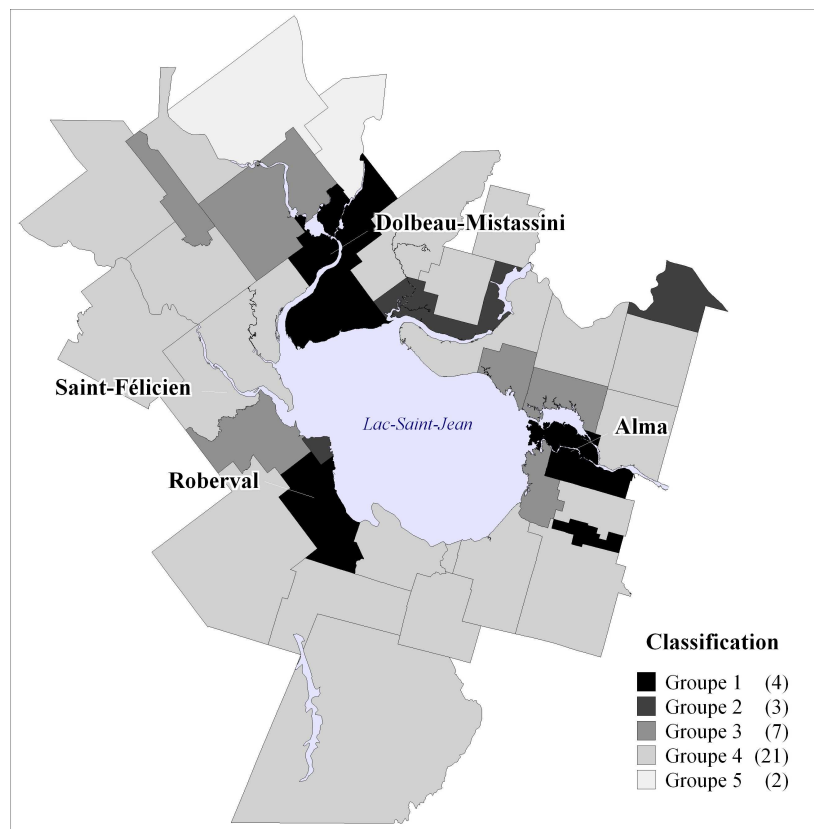 Dolbeau-Mistassini
Saint-Félicien
Lac-Saint-Jean
Alma
Roberval
Classification
Groupe 1 (4)
Groupe 2 (3)
Groupe 3 (7)
Groupe 4 (21)
Groupe 5 (2)